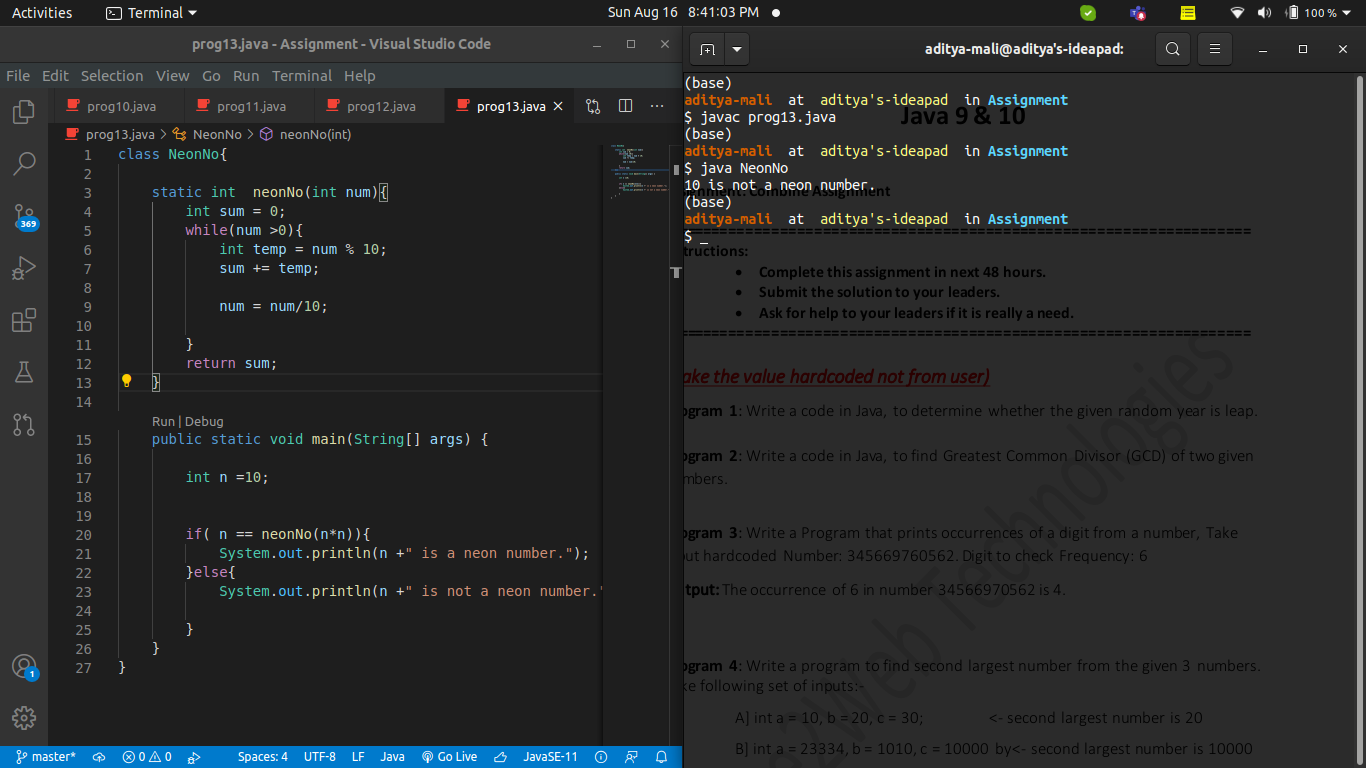 Activities Terminal Sun Aug 16 8:41:03 PM 100 %
prog13.java - Assignment - Visual Studio Code
File Edit Selection View Go Run Terminal Help
prog10.java prog11.java prog12.java prog13.java
prog13.java > NeonNo > neonNo(int)
1 class NeonNo{
2
3 static int neonNo(int num){
4 int sum = 0;
5 while(num >0){
6 int temp = num % 10;
7 sum += temp;
8
9 num = num/10;
10
11 }
12 return sum;
13 }
14
Run | Debug
15 public static void main(String[] args) {
16
17 int n =10;
18
19
20 if( n == neonNo(n*n)){
21 System.out.println(n +" is a neon number.");
22 }else{
23 System.out.println(n +" is not a neon number."
24
25 }
26 }
27 }
369
1
master* 0 0 Spaces: 4 UTF-8 LF Java Go Live JavaSE-11
aditya-mali@aditya's-ideapad:
(base)
aditya-mali at aditya's-ideapad in Assignment
$ javac prog13.java
(base)
aditya-mali at aditya's-ideapad in Assignment
$ java NeonNo
10 is not a neon number.
(base)
aditya-mali at aditya's-ideapad in Assignment
$ _
Java 9 & 10
nment: Combine Assignment
tructions:
• Complete this assignment in next 48 hours.
• Submit the solution to your leaders.
• Ask for help to your leaders if it is really a need.
ake the value hardcoded not from user)
ogram 1: Write a code in Java, to determine whether the given random year is leap.
ogram 2: Write a code in Java, to find Greatest Common Divisor (GCD) of two given
mbers.
ogram 3: Write a Program that prints occurrences of a digit from a number, Take
ut hardcoded Number: 345669760562. Digit to check Frequency: 6
tput: The occurrence of 6 in number 34566970562 is 4.
ogram 4: Write a program to find second largest number from the given 3 numbers.
ke following set of inputs:-
A] int a = 10, b = 20, c = 30; <- second largest number is 20
B] int a = 23334, b = 1010, c = 10000 by<- second largest number is 10000
2Web Technologies